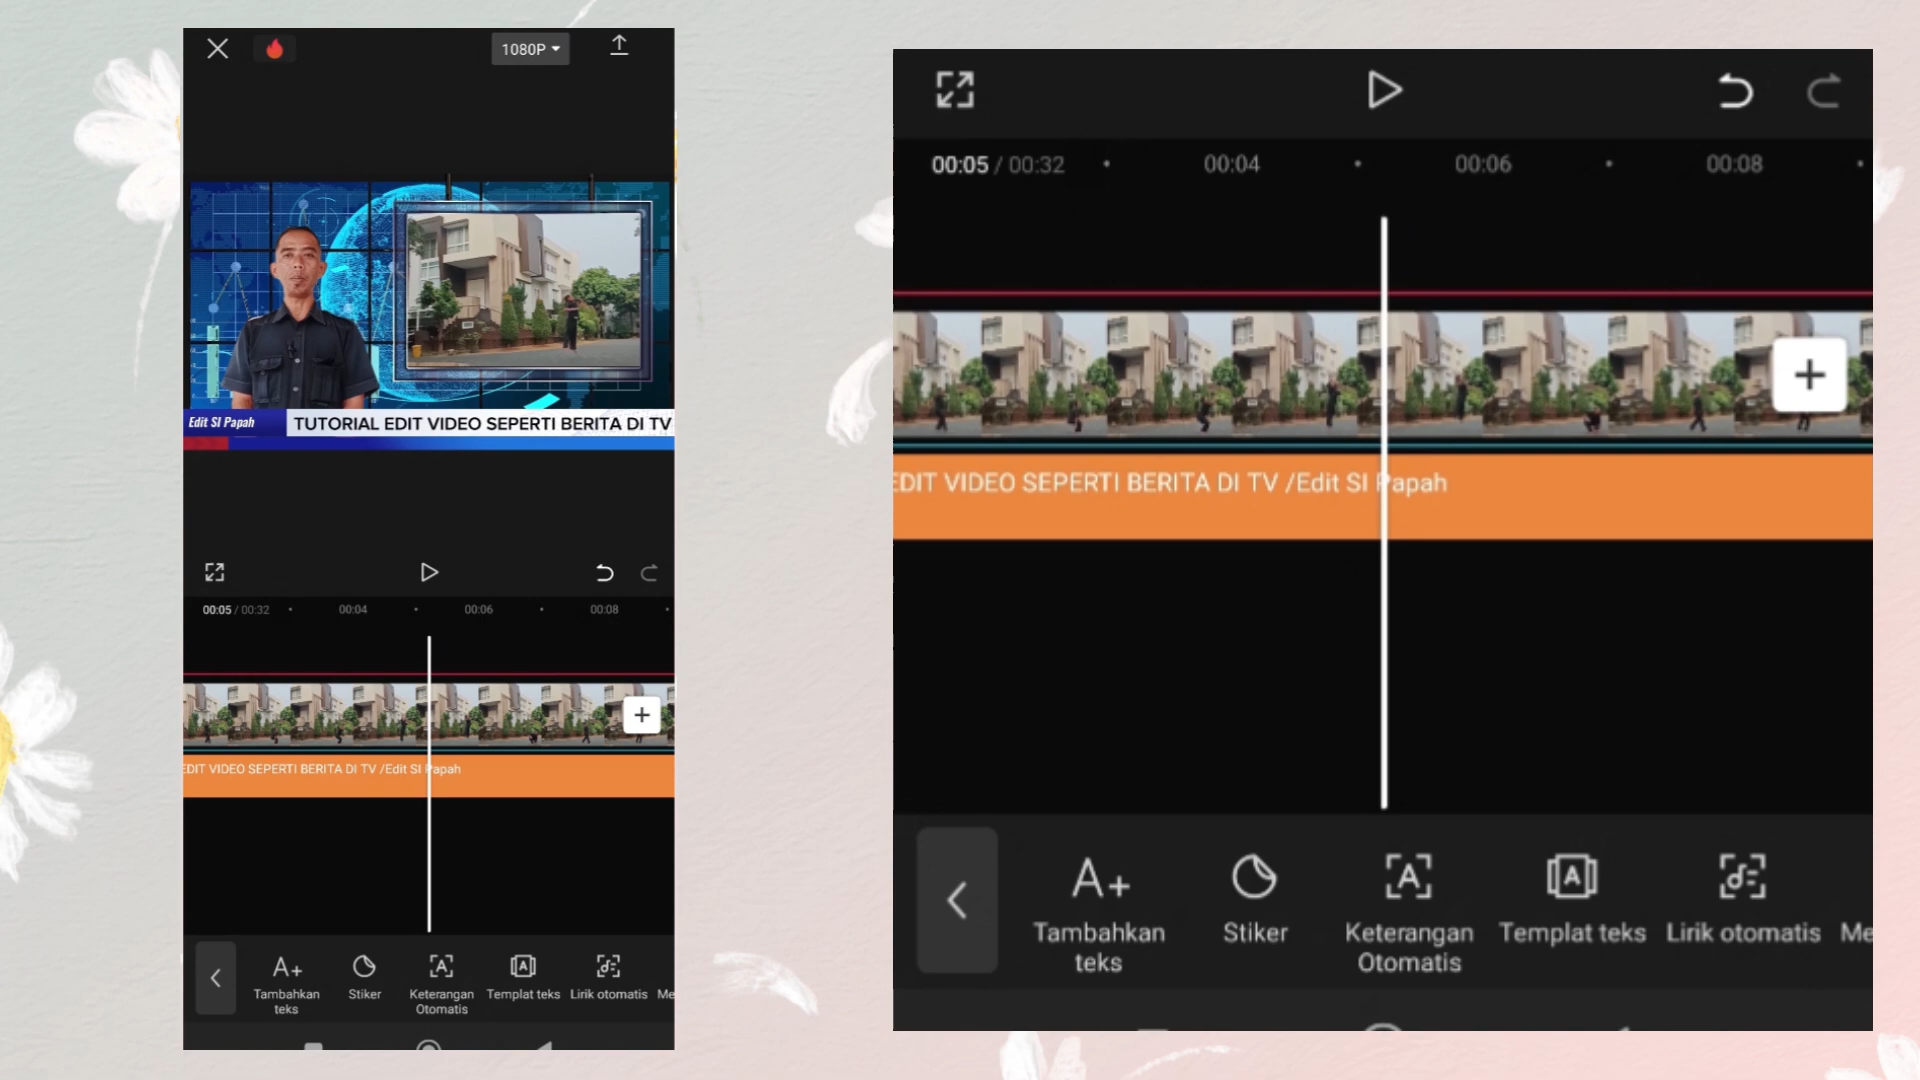 1080P
Edit SI Papah
TUTORIAL EDIT VIDEO SEPERTI BERITA DI TV
00:05 / 00:32
00:04
00:06
00:08
EDIT VIDEO SEPERTI BERITA DI TV /Edit SI Papah
Tambahkan
teks
Stiker
Keterangan
Otomatis
Templat teks
Lirik otomatis
Me
00:05 / 00:32
00:04
00:06
00:08
EDIT VIDEO SEPERTI BERITA DI TV /Edit SI Papah
Tambahkan
teks
Stiker
Keterangan
Otomatis
Templat teks
Lirik otomatis
Me